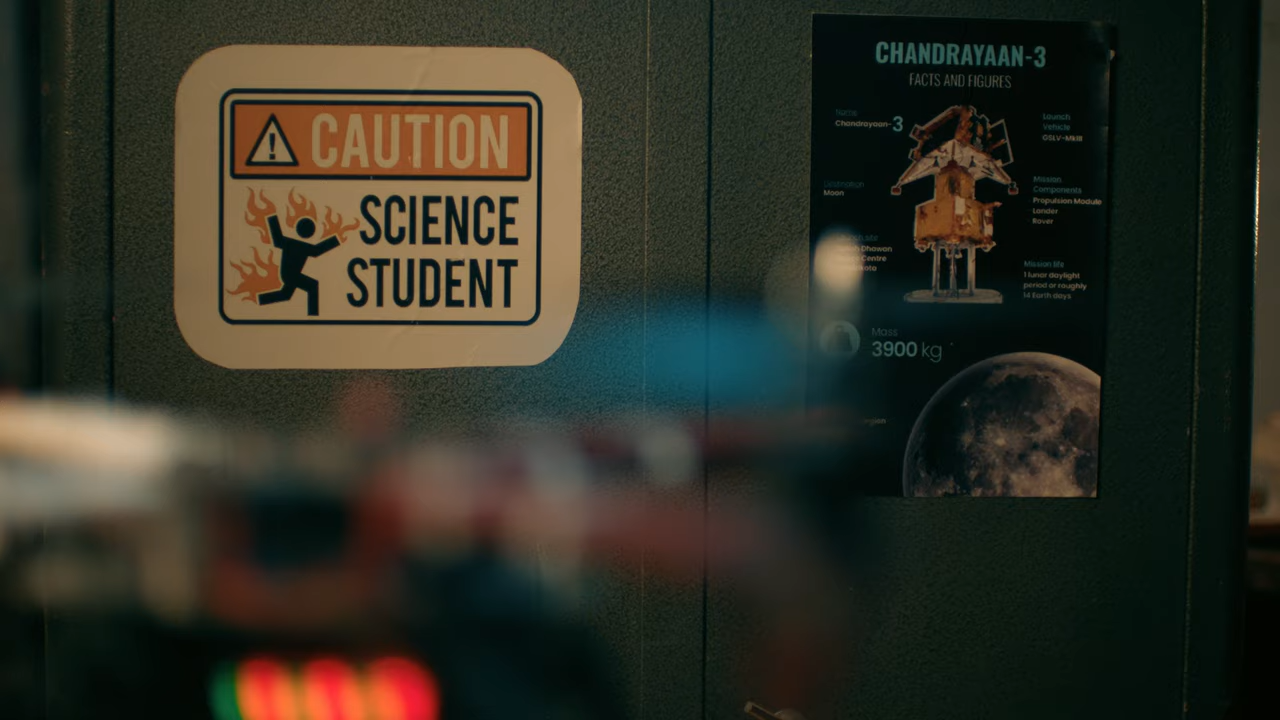 CAUTION
SCIENCE
STUDENT
CHANDRAYAAN-3
FACTS AND FIGURES
Name
Chandrayaan-3
Launch
Vehicle
GSLV-MkIII
Destination
Moon
Mission
Components
Propulsion Module
Lander
Rover
Dhawan
Centre
Mission life
1 lunar daylight
period or roughly
14 Earth days
Mass
3900 kg